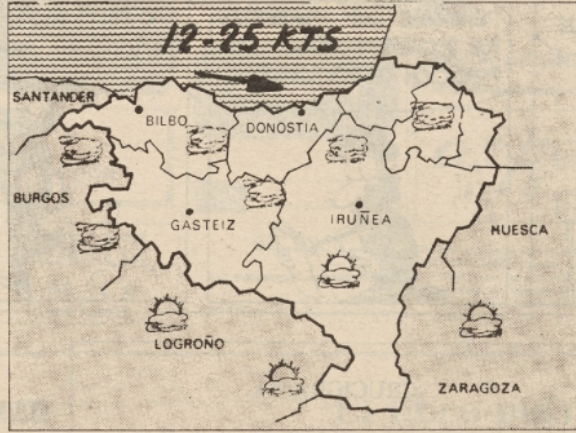 12-25 KTS
SANTANDER
BILBO
DONOSTIA
BURGOS
GASTEIZ
IRUÑEA
HUESCA
LOGROÑO
ZARAGOZA